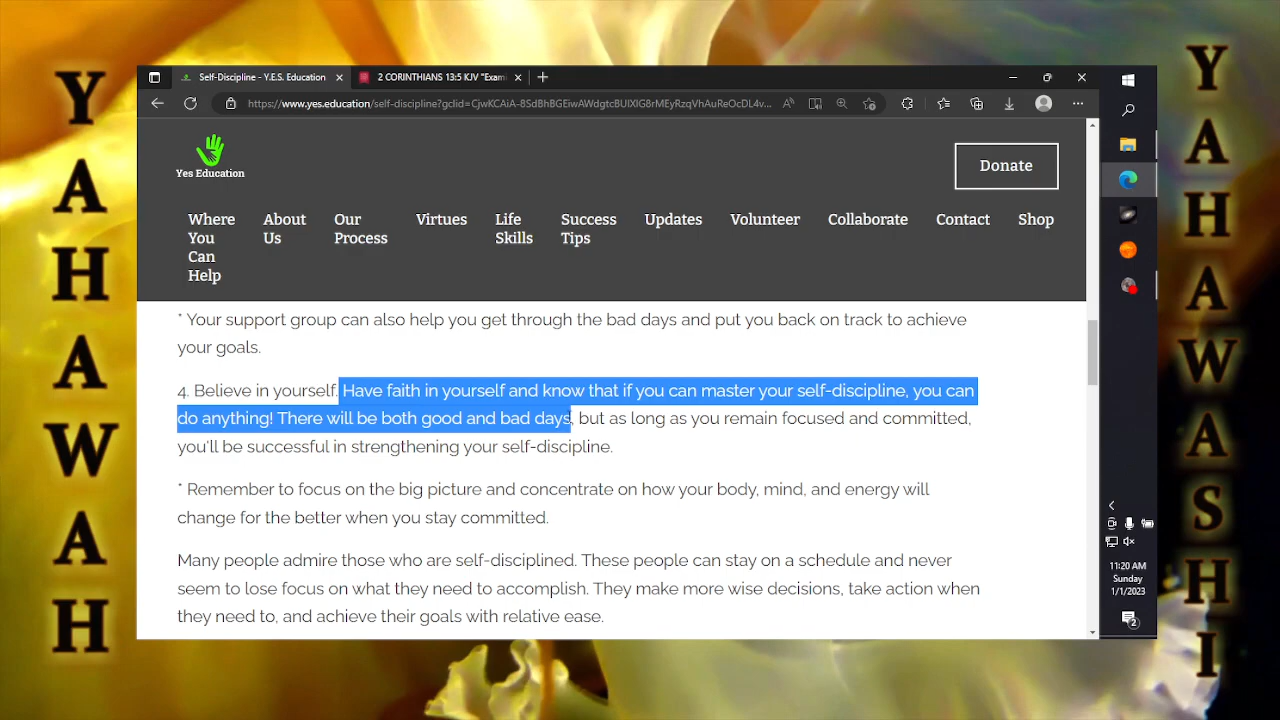 YAHAWAH
Self-Discipline - Y.E.S. Education
2 CORINTHIANS 13:5 KJV "Exami
https://www.yes.education/self-discipline?gclid=CjwKCAiA-8SdBhBGEiwAWdgtcBUIXlG8rMEyRzqVhAuReOcDL4v...
Yes Education
Donate
Where You Can Help
About Us
Our Process
Virtues
Life Skills
Success Tips
Updates
Volunteer
Collaborate
Contact
Shop
* Your support group can also help you get through the bad days and put you back on track to achieve
your goals.
4. Believe in yourself. Have faith in yourself and know that if you can master your self-discipline, you can
do anything! There will be both good and bad days, but as long as you remain focused and committed,
you'll be successful in strengthening your self-discipline.
* Remember to focus on the big picture and concentrate on how your body, mind, and energy will
change for the better when you stay committed.
Many people admire those who are self-disciplined. These people can stay on a schedule and never
seem to lose focus on what they need to accomplish. They make more wise decisions, take action when
they need to, and achieve their goals with relative ease.
11:20 AM
Sunday
1/1/2023
2
YAHAWASHI